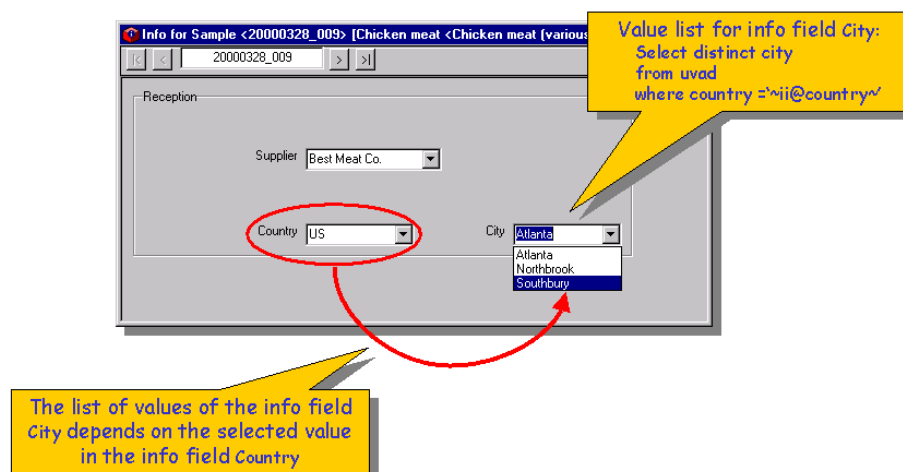 Info for Sample <20000328_009> [Chicken meat <Chicken meat (various
Value list for info field City:
Select distinct city
from uvad
where country ='~ii@country~'
20000328_009
Reception
Supplier Best Meat Co.
Country US City Atlanta
Atlanta
Northbrook
Southbury
The list of values of the info field
City depends on the selected value
in the info field Country